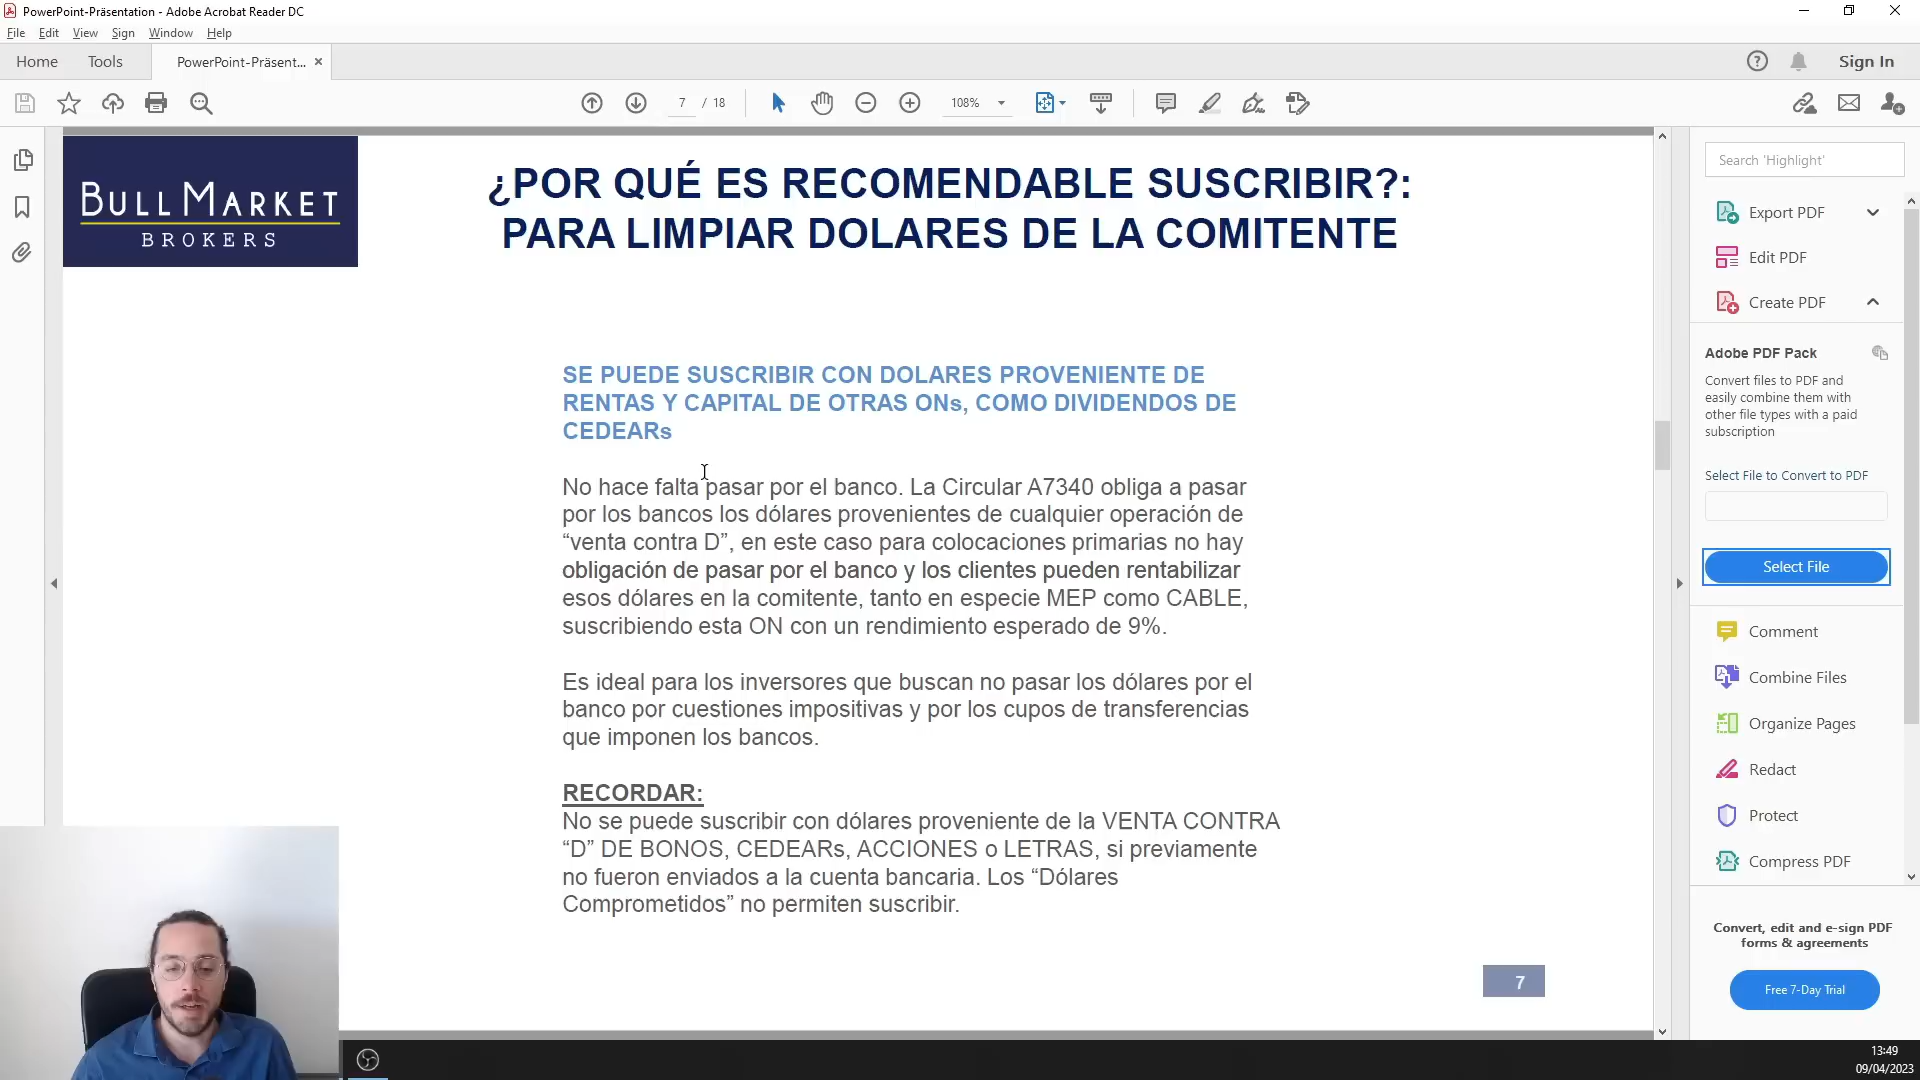 PowerPoint-Präsentation - Adobe Acrobat Reader DC
File Edit View Sign Window Help
Home Tools PowerPoint-Präsent... Sign In
7 / 18 108%
BULLMARKET
BROKERS
¿POR QUÉ ES RECOMENDABLE SUSCRIBIR?:
PARA LIMPIAR DOLARES DE LA COMITENTE
SE PUEDE SUSCRIBIR CON DOLARES PROVENIENTE DE
RENTAS Y CAPITAL DE OTRAS ONs, COMO DIVIDENDOS DE
CEDEARs
No hace falta pasar por el banco. La Circular A7340 obliga a pasar
por los bancos los dólares provenientes de cualquier operación de
“venta contra D”, en este caso para colocaciones primarias no hay
obligación de pasar por el banco y los clientes pueden rentabilizar
esos dólares en la comitente, tanto en especie MEP como CABLE,
suscribiendo esta ON con un rendimiento esperado de 9%.
Es ideal para los inversores que buscan no pasar los dólares por el
banco por cuestiones impositivas y por los cupos de transferencias
que imponen los bancos.
RECORDAR:
No se puede suscribir con dólares proveniente de la VENTA CONTRA
“D” DE BONOS, CEDEARs, ACCIONES o LETRAS, si previamente
no fueron enviados a la cuenta bancaria. Los “Dólares
Comprometidos” no permiten suscribir.
7
Search 'Highlight'
Export PDF
Edit PDF
Create PDF
Adobe PDF Pack
Convert files to PDF and
easily combine them with
other file types with a paid
subscription
Select File to Convert to PDF
Select File
Comment
Combine Files
Organize Pages
Redact
Protect
Compress PDF
Convert, edit and e-sign PDF
forms & agreements
Free 7-Day Trial
13:49
09/04/2023